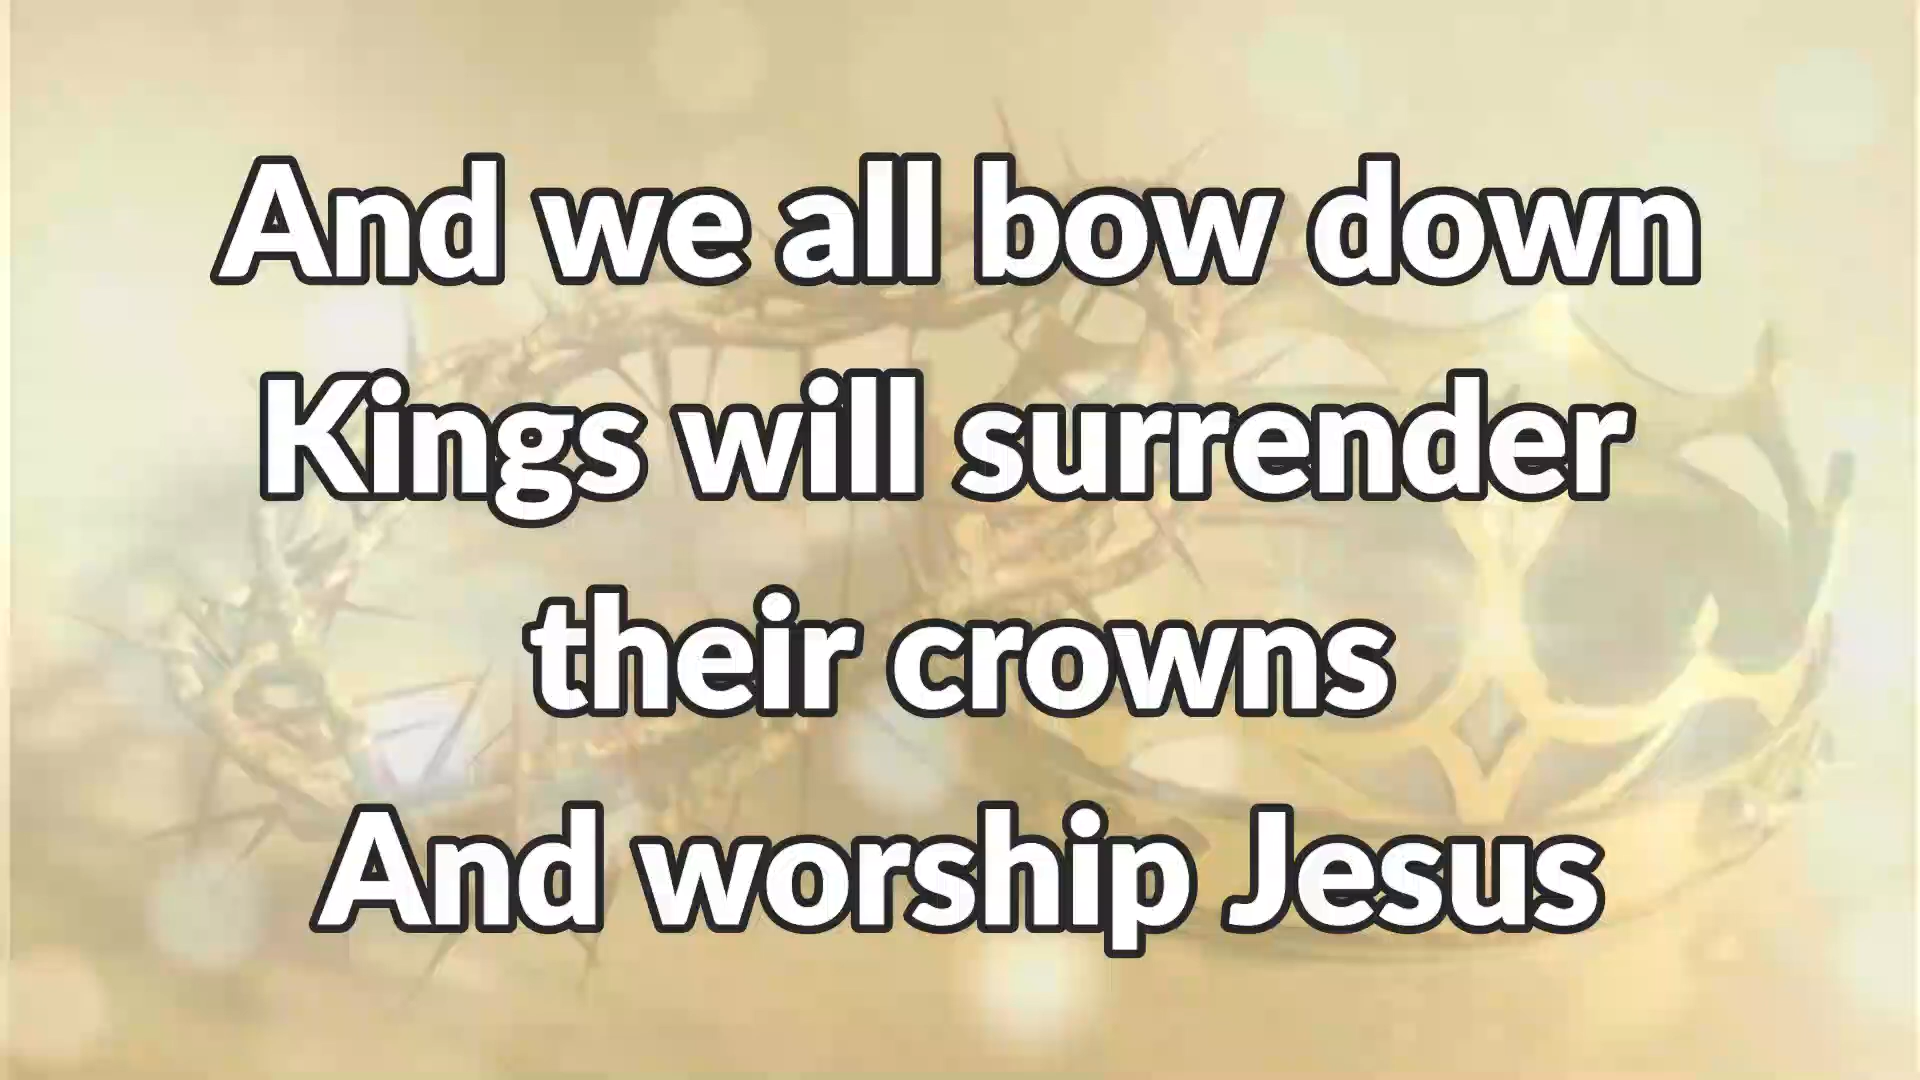 And we all bow down
Kings will surrender
their crowns
And worship Jesus